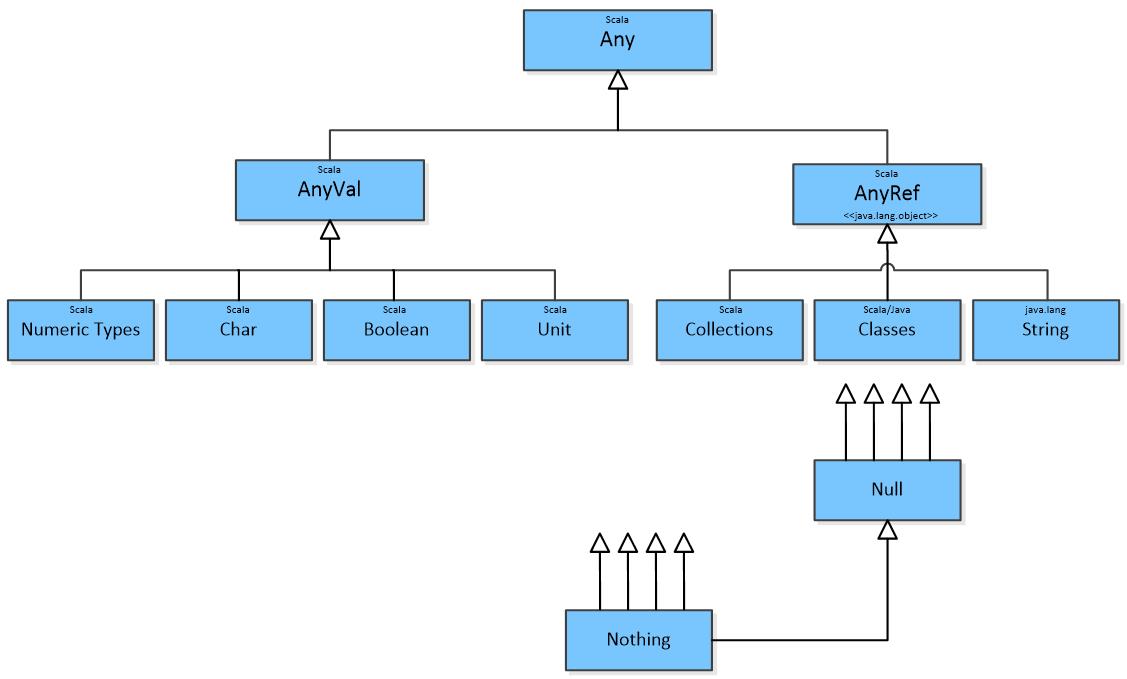 Scala
Any
Scala
AnyVal
Scala
AnyRef
<<java.lang.object>>
Scala
Numeric Types
Scala
Char
Scala
Boolean
Scala
Unit
Scala
Collections
Scala/Java
Classes
java.lang
String
Null
Nothing